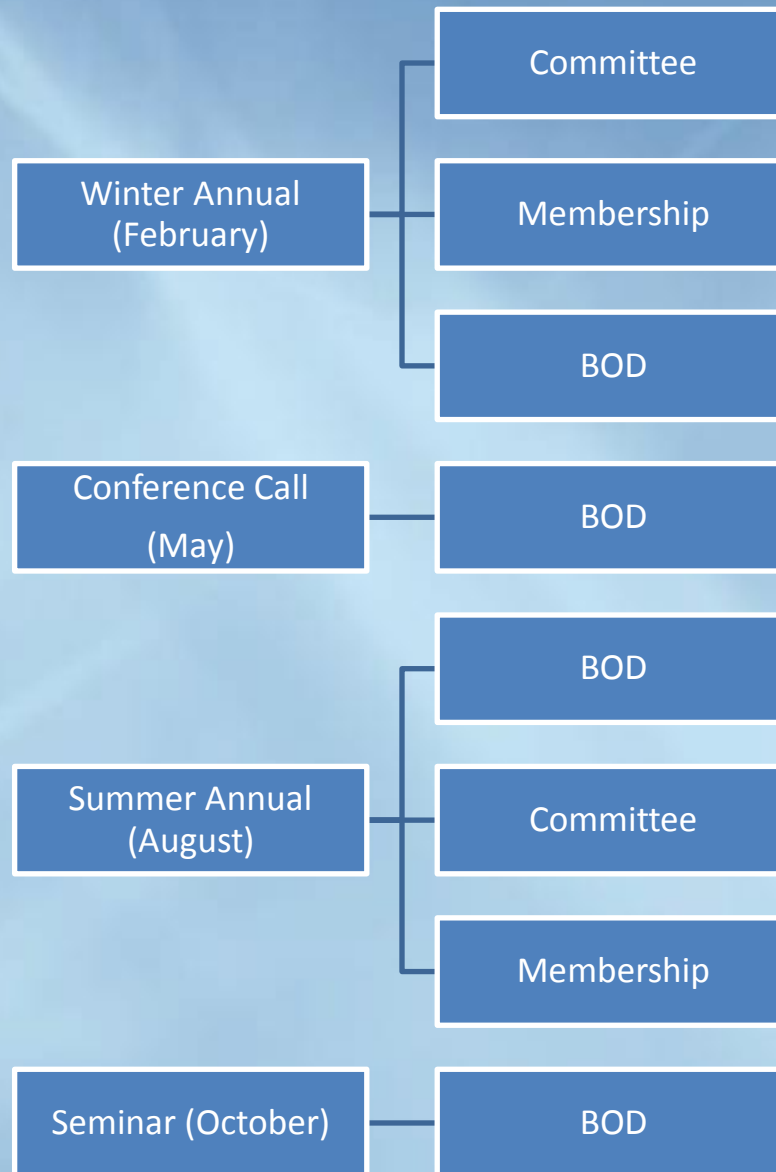 Winter Annual
(February)
Committee
Membership
BOD
Conference Call
(May)
BOD
Summer Annual
(August)
BOD
Committee
Membership
Seminar (October)
BOD